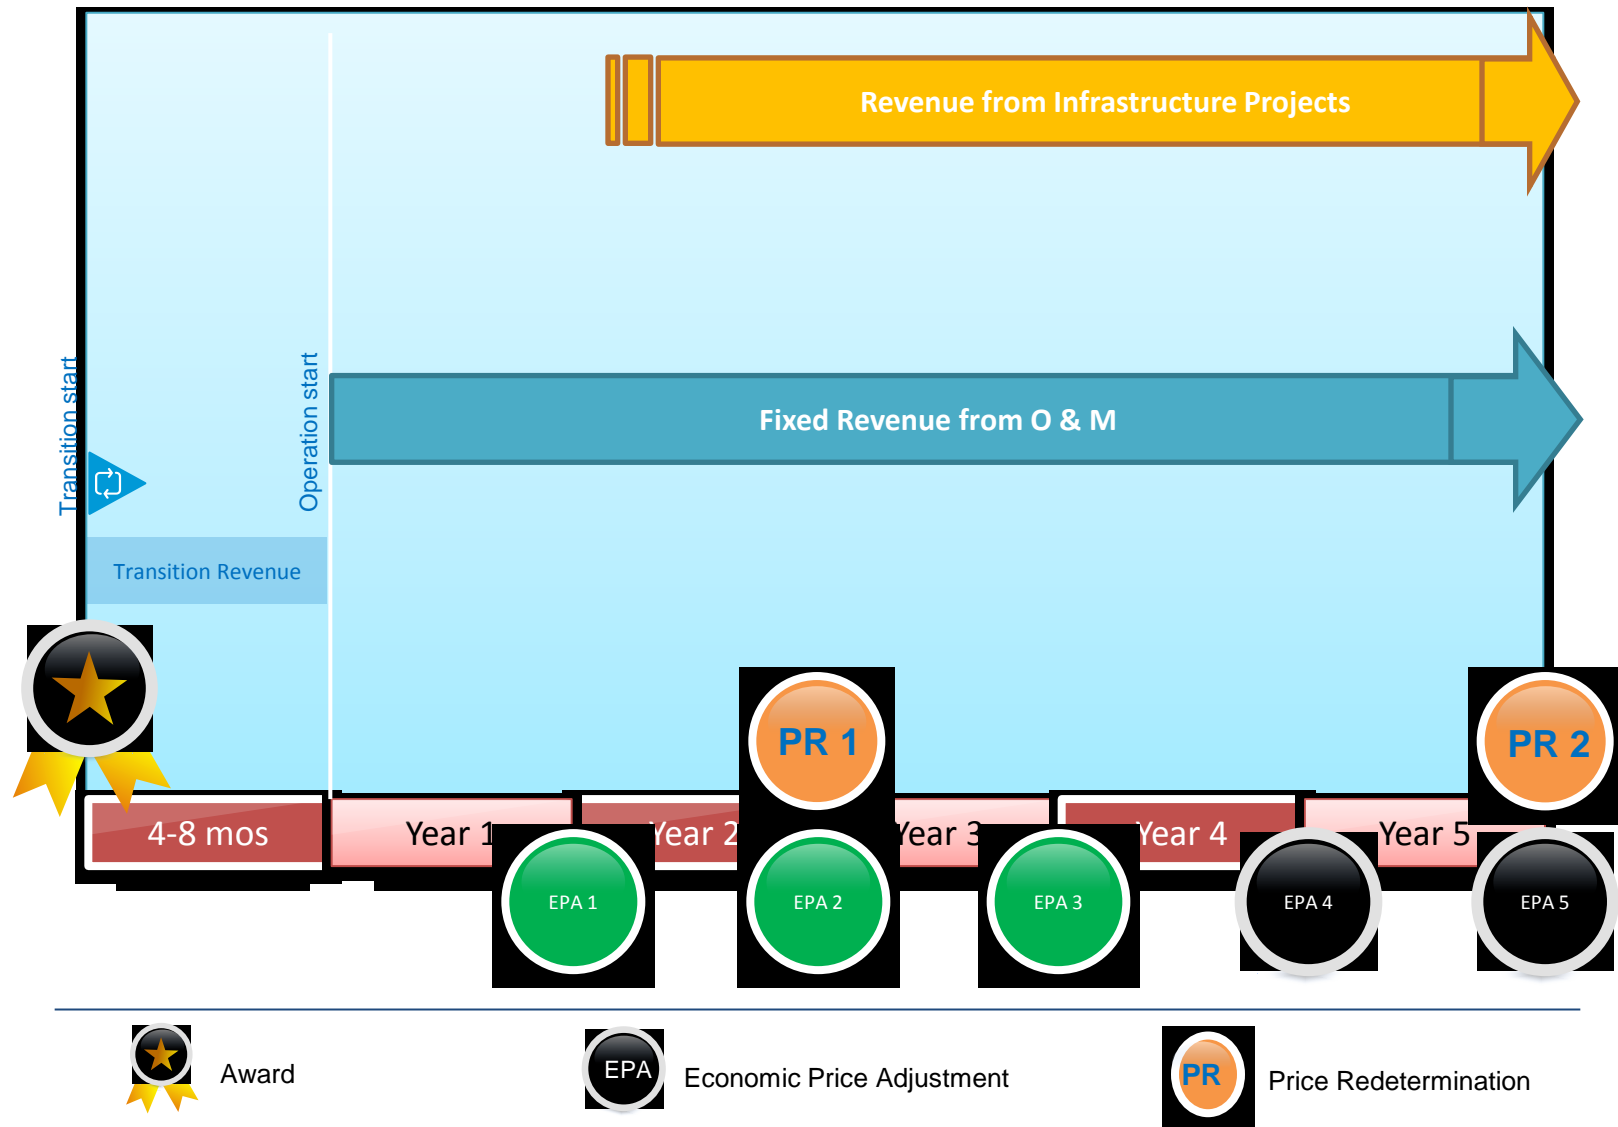 Revenue from Infrastructure Projects
Transition start
Operation start
Fixed Revenue from O & M
Transition Revenue
PR 1
PR 2
4-8 mos
Year 1
Year 2
Year 3
Year 4
Year 5
EPA 1
EPA 2
EPA 3
EPA 4
EPA 5
Award
EPA
Economic Price Adjustment
PR
Price Redetermination